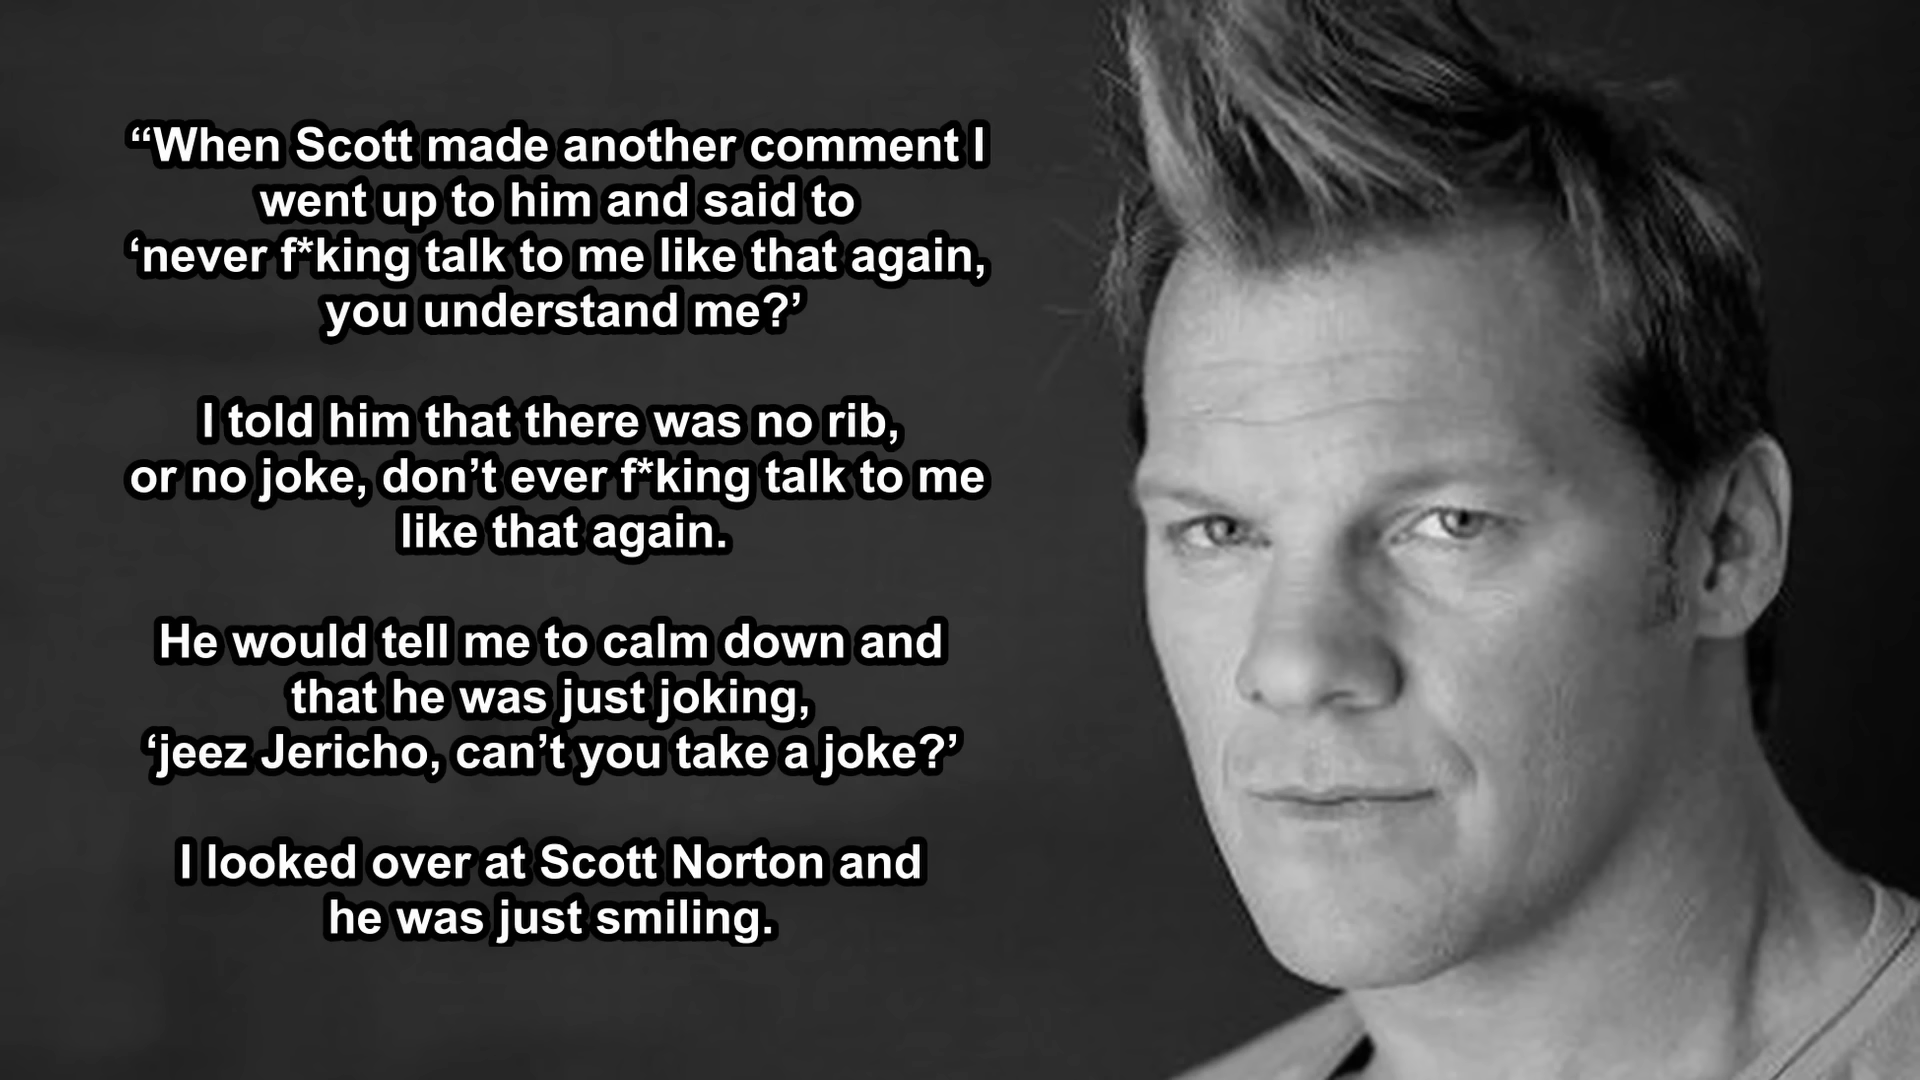 “When Scott made another comment I
went up to him and said to
‘never f*king talk to me like that again,
you understand me?’
I told him that there was no rib,
or no joke, don’t ever f*king talk to me
like that again.
He would tell me to calm down and
that he was just joking,
‘jeez Jericho, can’t you take a joke?’
I looked over at Scott Norton and
he was just smiling.